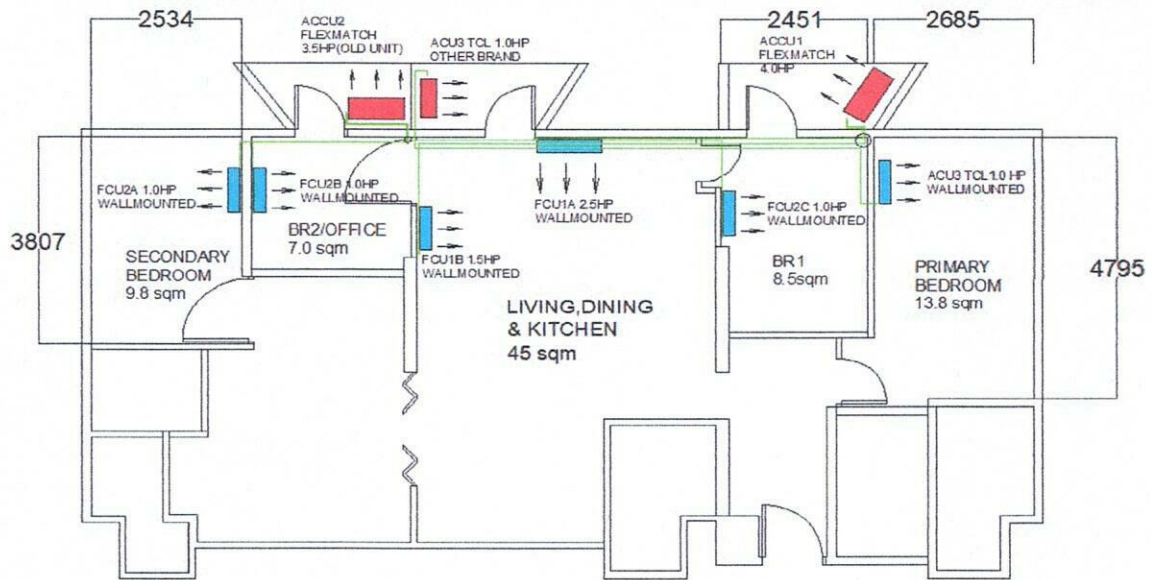 2534
ACCU2
FLEXMATCH
3.5HP(OLD UNIT)
ACU3 TCL 1.0HP
OTHER BRAND
2451
2685
ACCU1
FLEXMATCH
4.0HP
FCU2A 1.0HP
WALLMOUNTED
FCU2B 1.0HP
WALLMOUNTED
FCU1A 2.5HP
WALLMOUNTED
FCU2C 1.0HP
WALLMOUNTED
ACU3 TCL 1.0 HP
WALLMOUNTED
3807
BR2/OFFICE
7.0 sqm
FCU1B 1.5HP
WALLMOUNTED
SECONDARY
BEDROOM
9.8 sqm
BR1
8.5sqm
PRIMARY
BEDROOM
13.8 sqm
4795
LIVING,DINING
& KITCHEN
45 sqm